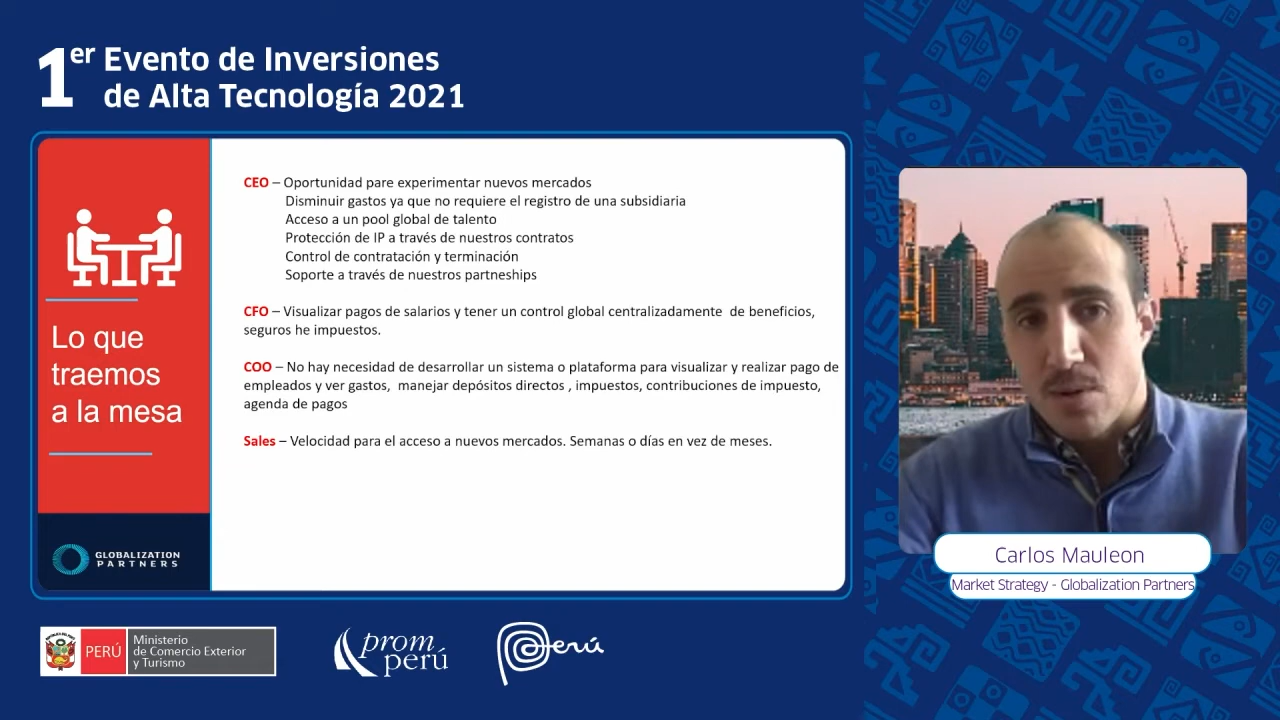 1er Evento de Inversiones
de Alta Tecnología 2021
Lo que
traemos
a la mesa
GLOBALIZATION
PARTNERS
CEO – Oportunidad pare experimentar nuevos mercados
Disminuir gastos ya que no requiere el registro de una subsidiaria
Acceso a un pool global de talento
Protección de IP a través de nuestros contratos
Control de contratación y terminación
Soporte a través de nuestros partneships
CFO – Visualizar pagos de salarios y tener un control global centralizadamente de beneficios,
seguros he impuestos.
COO – No hay necesidad de desarrollar un sistema o plataforma para visualizar y realizar pago de
empleados y ver gastos, manejar depósitos directos , impuestos, contribuciones de impuesto,
agenda de pagos
Sales – Velocidad para el acceso a nuevos mercados. Semanas o días en vez de meses.
Carlos Mauleon
Market Strategy - Globalization Partners
PERÚ
Ministerio
de Comercio Exterior
y Turismo
prom
perú
Perú